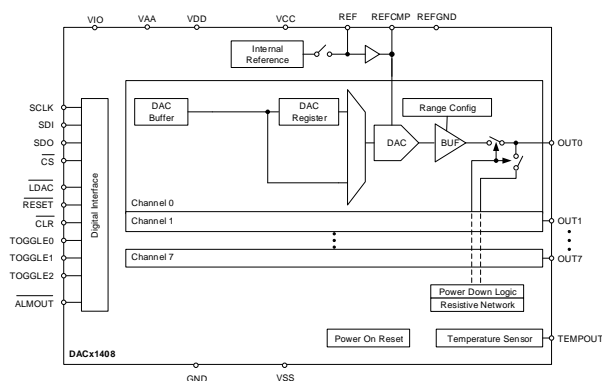 VIO
VAA
VDD
VCC
REF
REFCMP
REFGND
Internal
Reference
SCLK
SDI
SDO
CS
LDAC
RESET
CLR
TOGGLE0
TOGGLE1
TOGGLE2
ALMOUT
Digital Interface
DAC
Buffer
DAC
Register
DAC
Range Config
BUF
OUT0
Channel 0
Channel 1
OUT1
Channel 7
OUT7
Power Down Logic
Resistive Network
Power On Reset
Temperature Sensor
TEMPOUT
DACx1408
GND
VSS